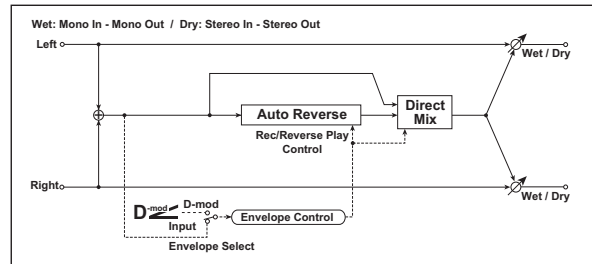 Wet: Mono In - Mono Out / Dry: Stereo In - Stereo Out
Left
Wet / Dry
Auto Reverse
Direct
Mix
Rec/Reverse Play
Control
Right
Wet / Dry
D-mod
D-mod
Input
Envelope Control
Envelope Select